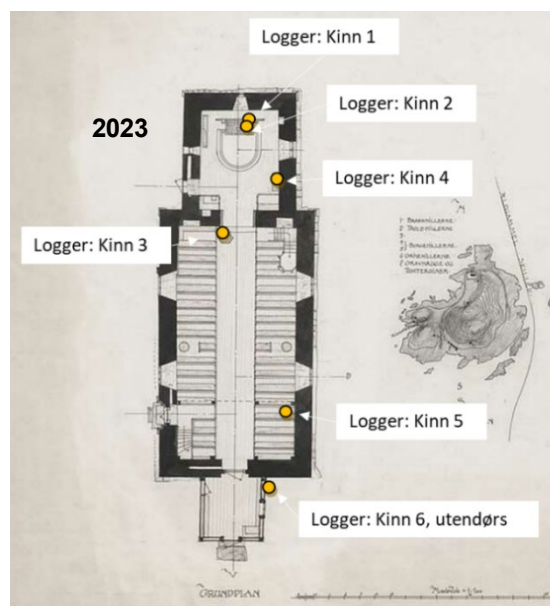 Logger: Kinn 1
Logger: Kinn 2
2023
Logger: Kinn 4
Logger: Kinn 3
Logger: Kinn 5
Logger: Kinn 6, utendørs
GRUNDPLAN